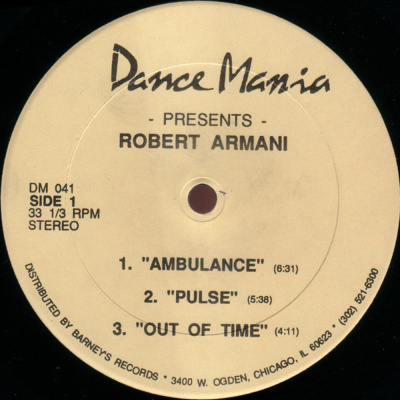 Dance Mania
- PRESENTS -
ROBERT ARMANI
DM 041
SIDE 1
33 1/3 RPM
STEREO
1. "AMBULANCE" (6:31)
2. "PULSE" (5:38)
3. "OUT OF TIME" (4:11)
DISTRIBUTED BY BARNEY'S RECORDS • 3400 W. OGDEN, CHICAGO, IL 60623 • (302) 521-6300